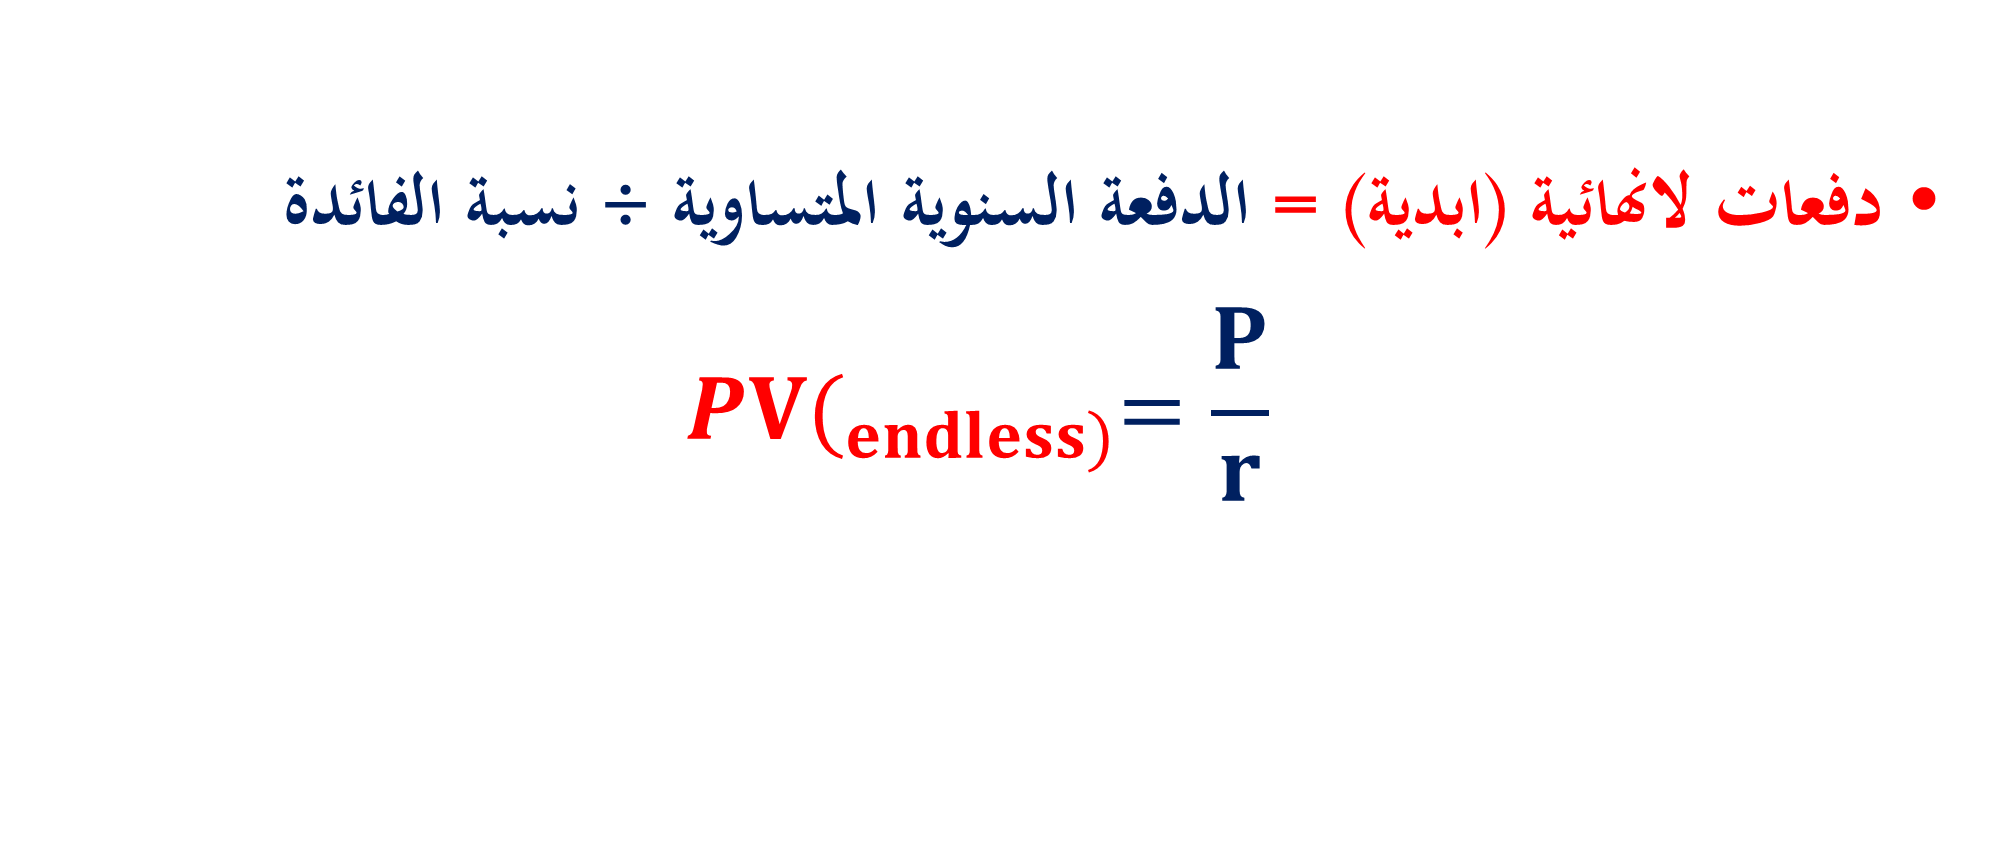 • دفعات لانهائية (ابدية) = الدفعة السنوية المتساوية ÷ نسبة الفائدة
PV(endless) = P/r